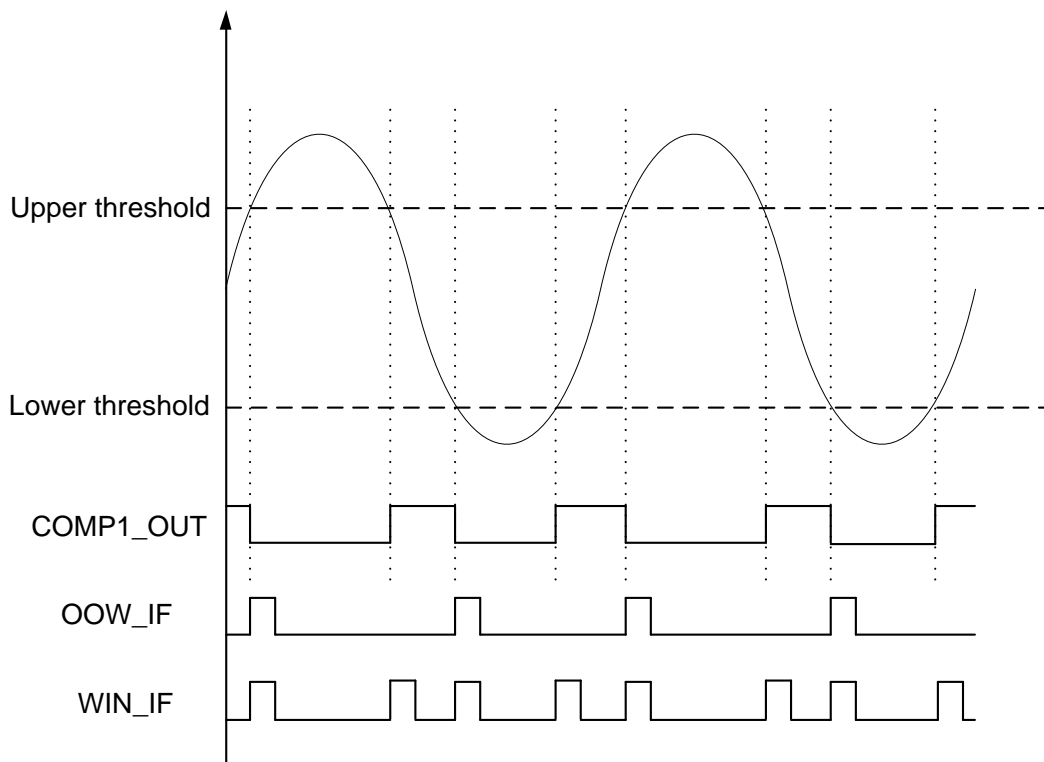 Upper threshold
Lower threshold
COMP1_OUT
OOW_IF
WIN_IF